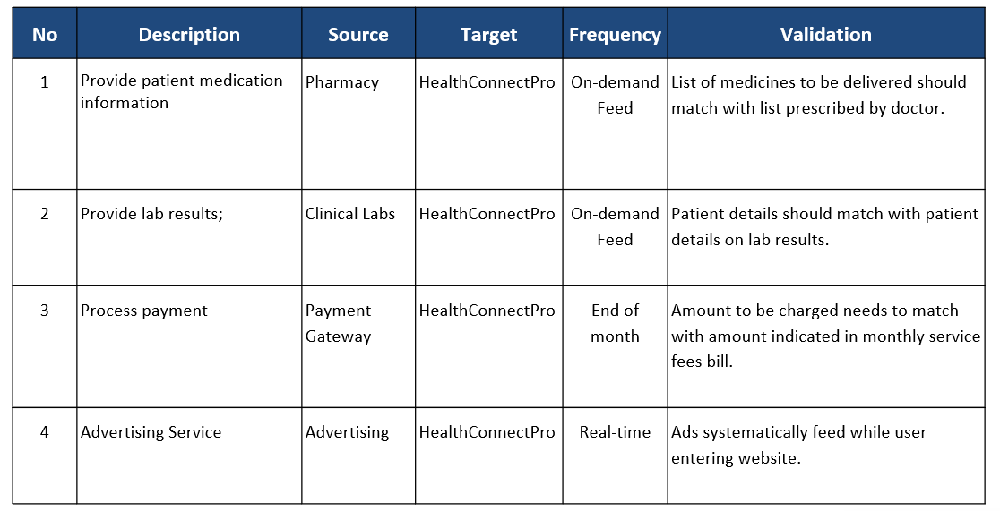 No Description Source Target Frequency Validation
1 Provide patient medication information Pharmacy HealthConnectPro On-demand Feed List of medicines to be delivered should match with list prescribed by doctor.
2 Provide lab results; Clinical Labs HealthConnectPro On-demand Feed Patient details should match with patient details on lab results.
3 Process payment Payment Gateway HealthConnectPro End of month Amount to be charged needs to match with amount indicated in monthly service fees bill.
4 Advertising Service Advertising HealthConnectPro Real-time Ads systematically feed while user entering website.